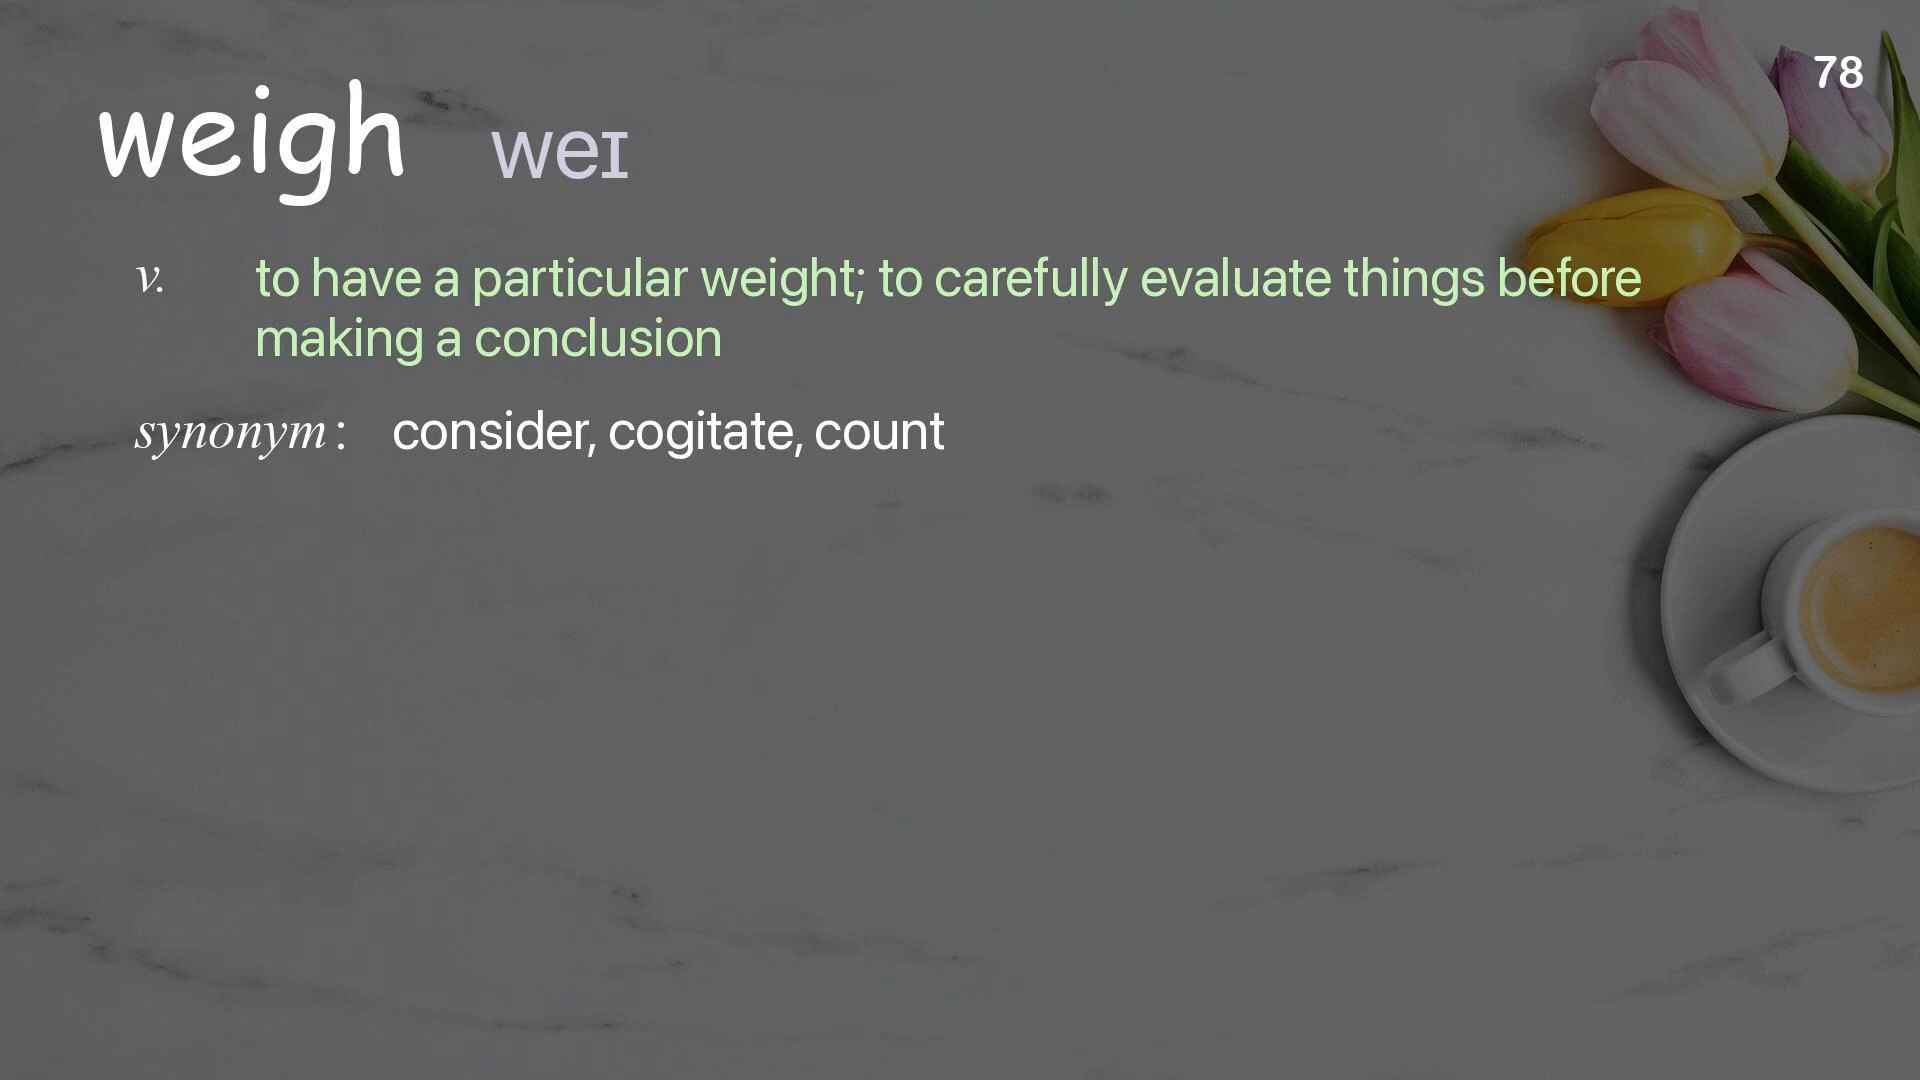 78
weigh weɪ
v. to have a particular weight; to carefully evaluate things before
making a conclusion
synonym: consider, cogitate, count